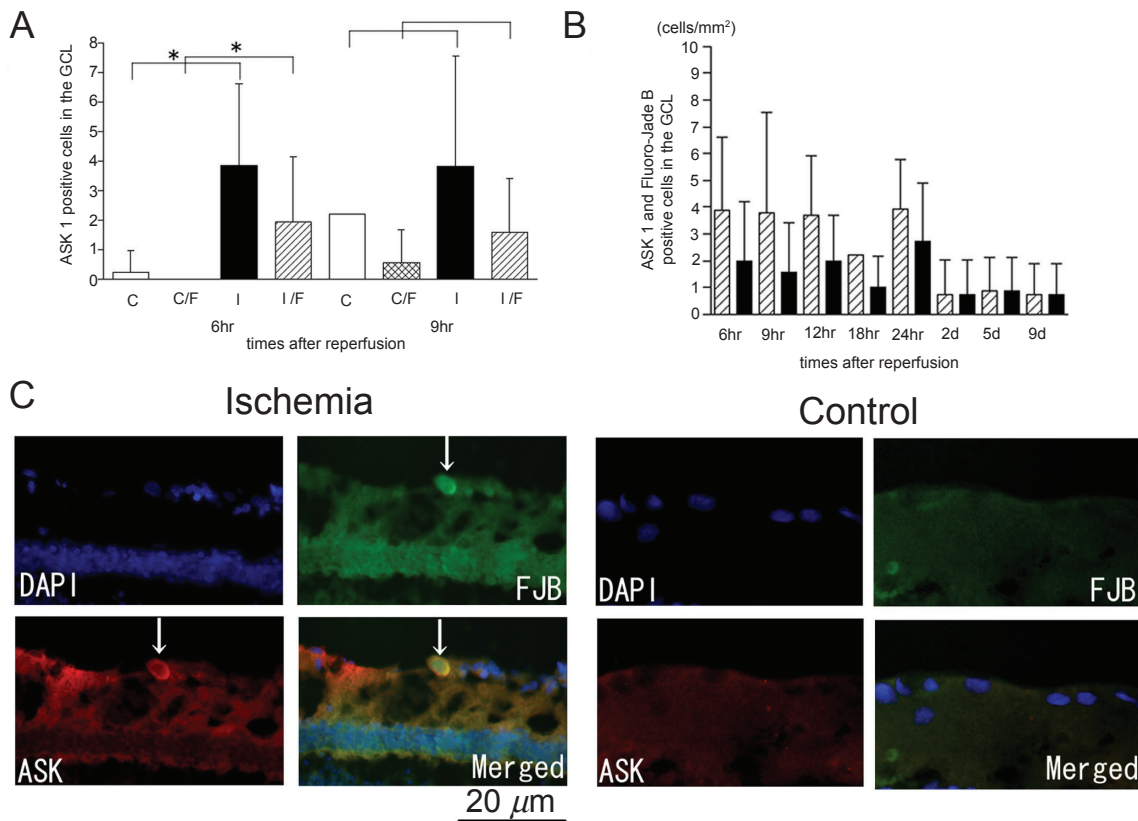 A
ASK 1 positive cells in the GCL
8
7
6
5
4
3
2
1
0
* *
C C/F I I /F C C/F I I /F
6hr 9hr
times after reperfusion
B
(cells/mm²)
ASK 1 and Fluoro-Jade B
positive cells in the GCL
10
9
8
7
6
5
4
3
2
1
0
6hr 9hr 12hr 18hr 24hr 2d 5d 9d
times after reperfusion
C
Ischemia
Control
DAPI FJB DAPI FJB
ASK Merged ASK Merged
20 μm